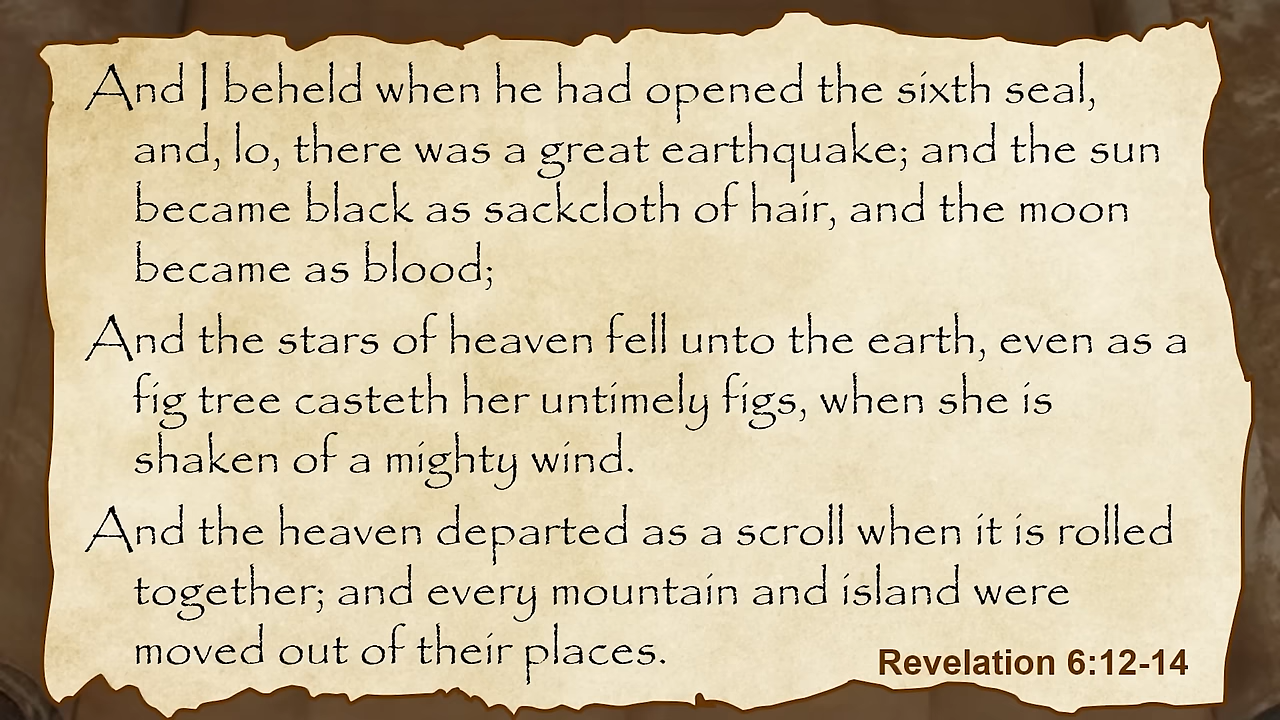 And I beheld when he had opened the sixth seal,
and, lo, there was a great earthquake; and the sun
became black as sackcloth of hair, and the moon
became as blood;
And the stars of heaven fell unto the earth, even as a
fig tree casteth her untimely figs, when she is
shaken of a mighty wind.
And the heaven departed as a scroll when it is rolled
together; and every mountain and island were
moved out of their places.
Revelation 6:12-14